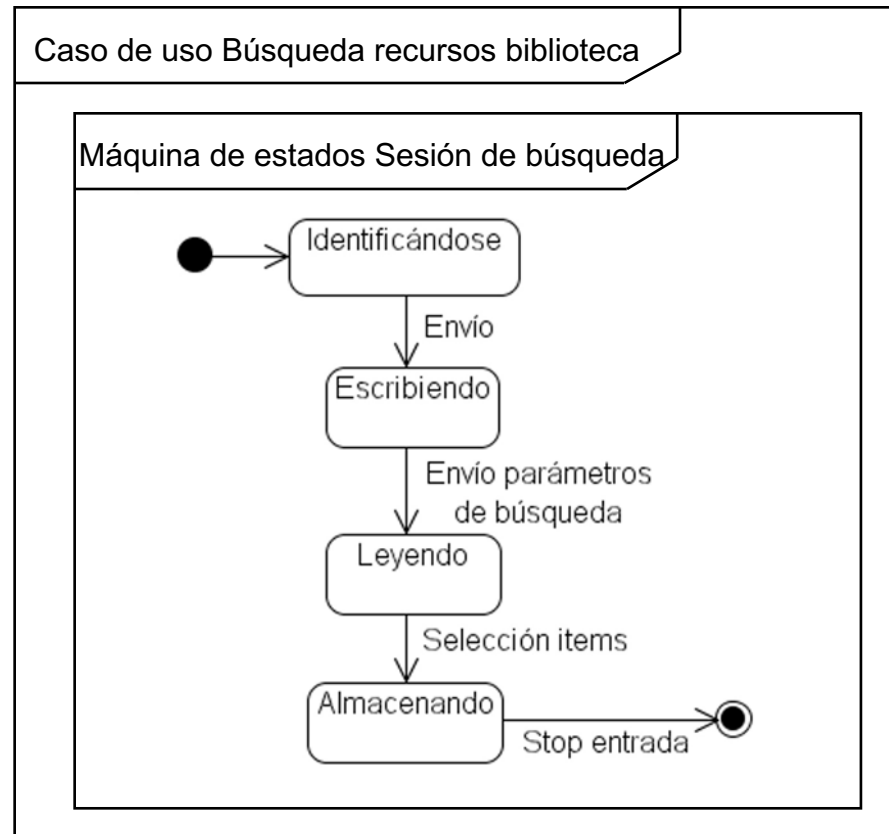 Caso de uso Búsqueda recursos biblioteca
Máquina de estados Sesión de búsqueda
Identificándose
Envío
Escribiendo
Envío parámetros
de búsqueda
Leyendo
Selección items
Almacenando
Stop entrada